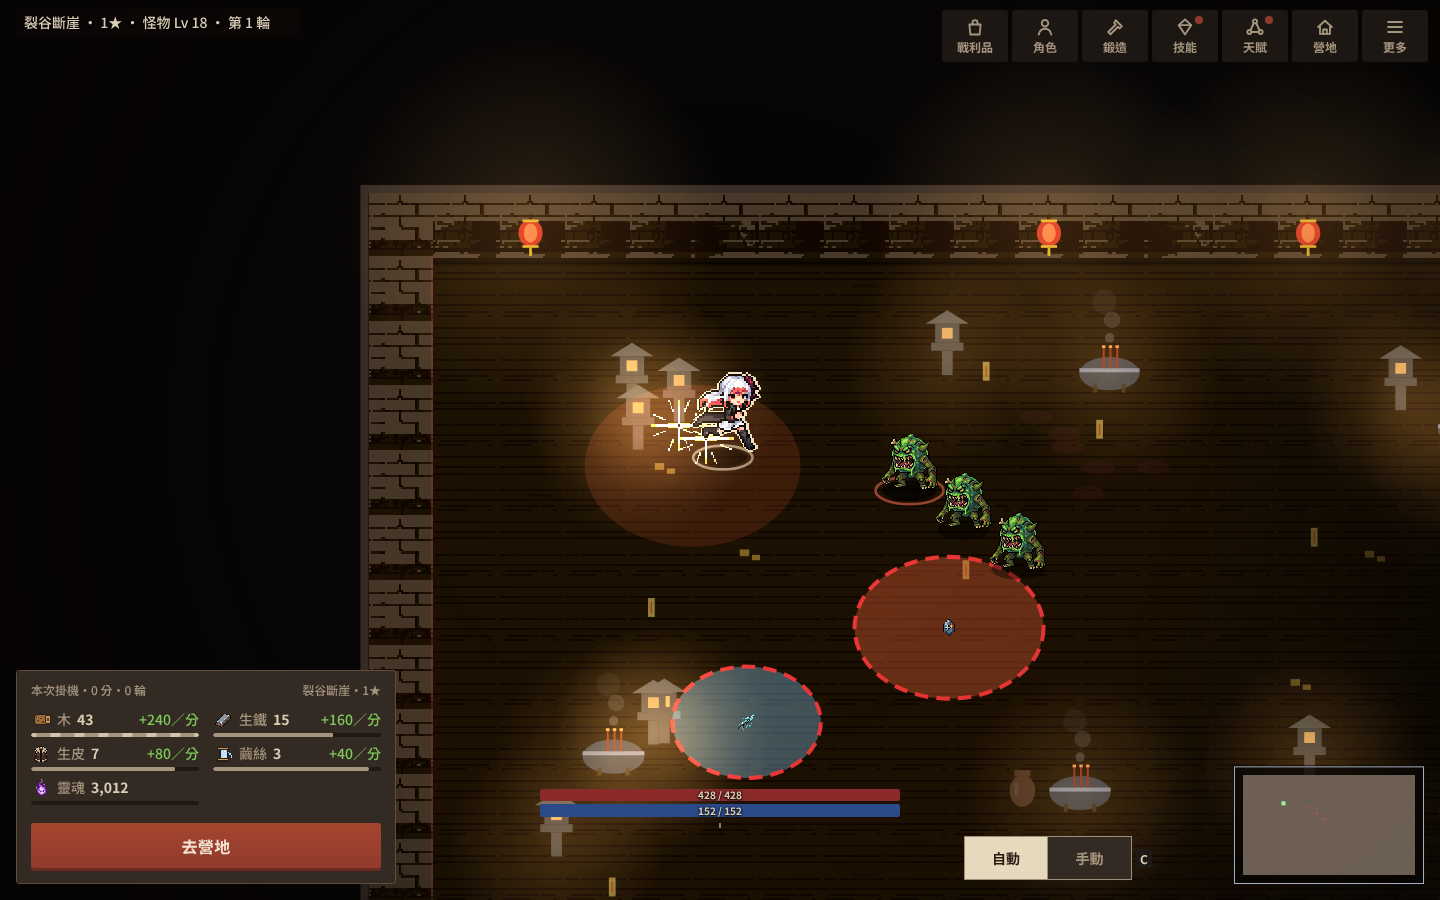 裂谷斷崖 · 1★ · 怪物 Lv 18 · 第 1 輪
戰利品
角色
鍛造
技能
天賦
營地
更多
本次掛機 · 0 分 · 0 輪
裂谷斷崖 · 1★
木 43 +240／分
生鐵 15 +160／分
生皮 7 +80／分
繭絲 3 +40／分
靈魂 3,012
去營地
428 / 428
152 / 152
自動
手動
C